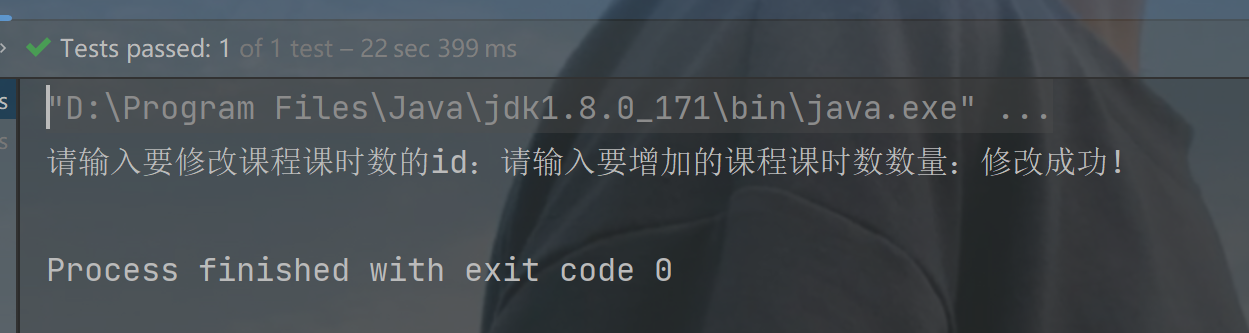 Tests passed: 1 of 1 test – 22 sec 399 ms
"D:\Program Files\Java\jdk1.8.0_171\bin\java.exe" ...
请输入要修改课程课时数的id：请输入要增加的课程课时数数量：修改成功！
Process finished with exit code 0